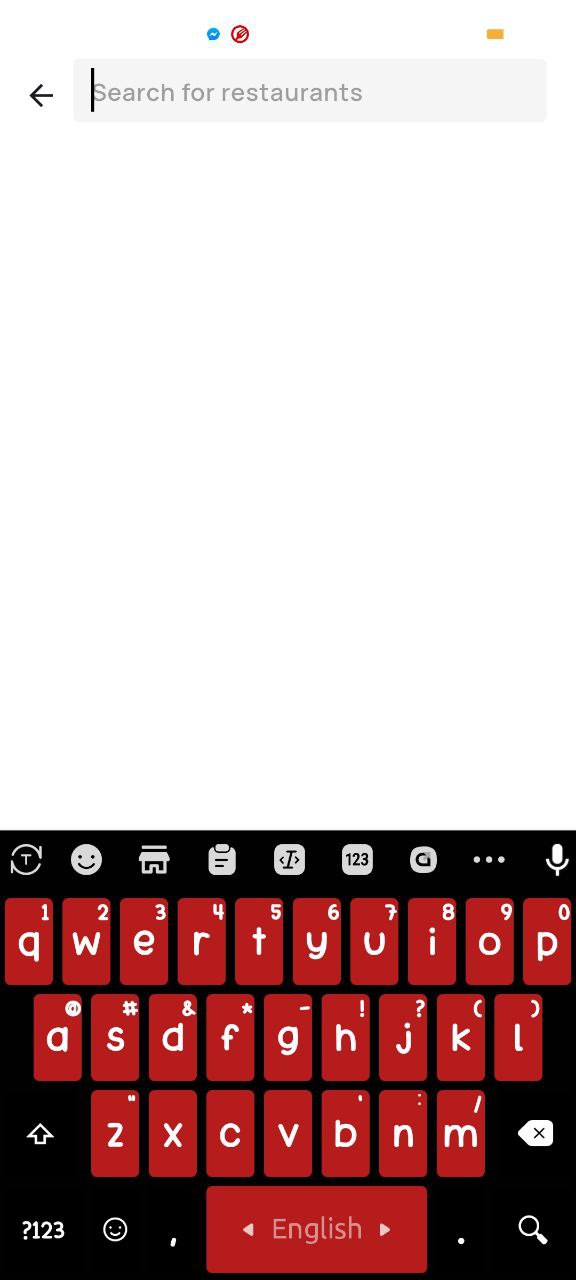 Search for restaurants
T 123
1 2 3 4 5 6 7 8 9 0
q w e r t y u i o p
@ # & * - ! ? ( )
a s d f g h j k l
" ' : /
z x c v b n m
?123 , English .